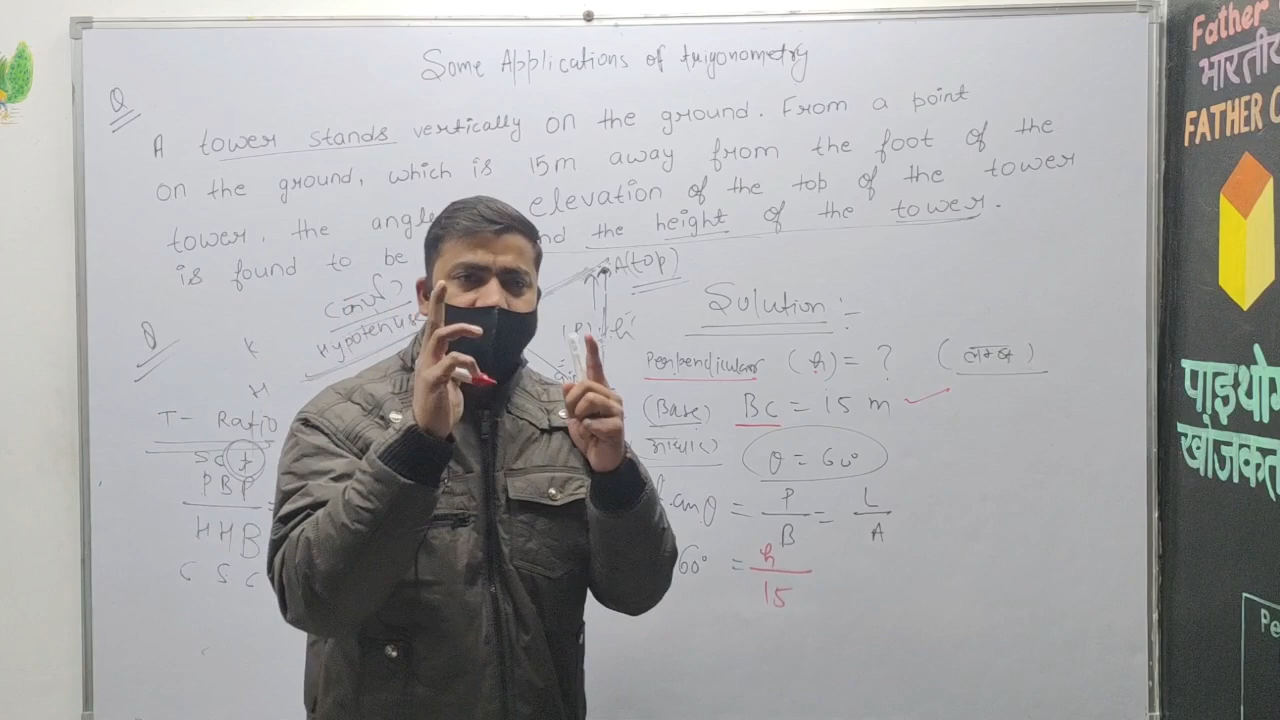 Some Applications of trigonometry
Q
A tower stands vertically on the ground. From a point
on the ground, which is 15m away from the foot of the
tower, the angle elevation of the top of the tower
is found to be the height of the tower.
A (top)
Hypotenuse
Solution :-
Perpendicular (h) = ? (लम्ब)
(Base) BC = 15 m
θ = 60°
K
H
T- Ratio
P B P
H H B
C S C
tanθ = P/B = L/A
60° = h/15
Father
भारतीय
FATHER
पाइथोग
खोजकर्ता
Pe